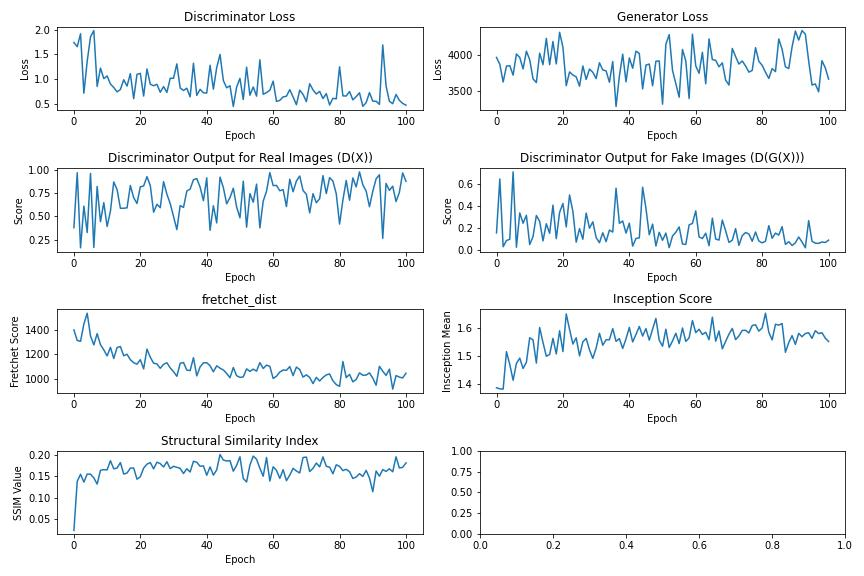 Discriminator Loss
Loss
2.0
1.5
1.0
0.5
0 20 40 60 80 100
Epoch
Generator Loss
Loss
4000
3500
0 20 40 60 80 100
Epoch
Discriminator Output for Real Images (D(X))
Score
1.00
0.75
0.50
0.25
0 20 40 60 80 100
Epoch
Discriminator Output for Fake Images (D(G(X)))
Score
0.6
0.4
0.2
0.0
0 20 40 60 80 100
Epoch
fretchet_dist
Fretchet Score
1400
1200
1000
0 20 40 60 80 100
Epoch
Insception Score
Insception Mean
1.6
1.5
1.4
0 20 40 60 80 100
Epoch
Structural Similarity Index
SSIM Value
0.20
0.15
0.10
0.05
0 20 40 60 80 100
Epoch
1.00
0.75
0.50
0.25
0.00
0.0 0.2 0.4 0.6 0.8 1.0